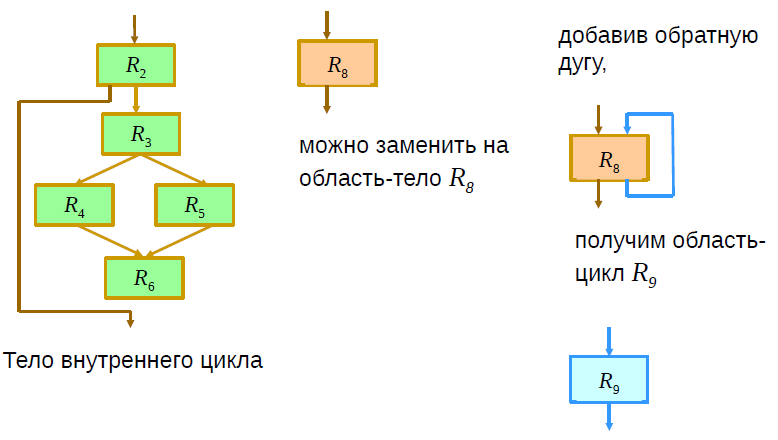 R2
R3
R4
R5
R6
Тело внутреннего цикла
R8
можно заменить на
область-тело R8
добавив обратную
дугу,
R8
получим область-
цикл R9
R9